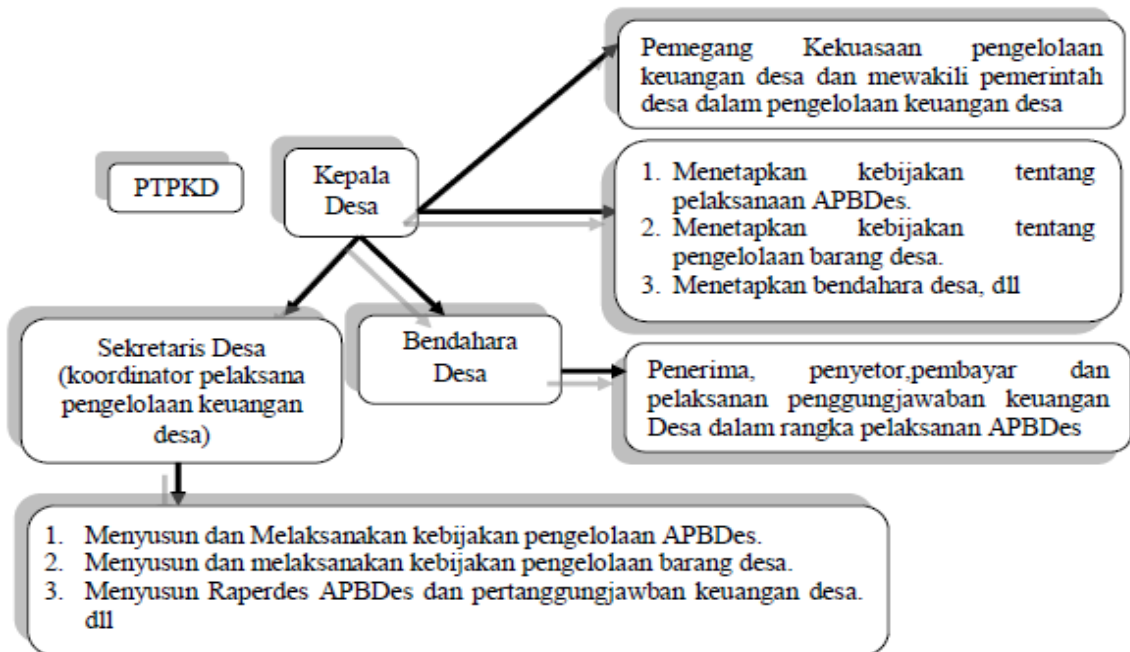 Pemegang Kekuasaan pengelolaan
keuangan desa dan mewakili pemerintah
desa dalam pengelolaan keuangan desa
PTPKD
Kepala
Desa
1. Menetapkan kebijakan tentang
pelaksanaan APBDes.
2. Menetapkan kebijakan tentang
pengelolaan barang desa.
3. Menetapkan bendahara desa, dll
Sekretaris Desa
(koordinator pelaksana
pengelolaan keuangan
desa)
Bendahara
Desa
Penerima, penyetor,pembayar dan
pelaksanan penggungjawaban keuangan
Desa dalam rangka pelaksanan APBDes
1. Menyusun dan Melaksanakan kebijakan pengelolaan APBDes.
2. Menyusun dan melaksanakan kebijakan pengelolaan barang desa.
3. Menyusun Raperdes APBDes dan pertanggungjawban keuangan desa.
dll